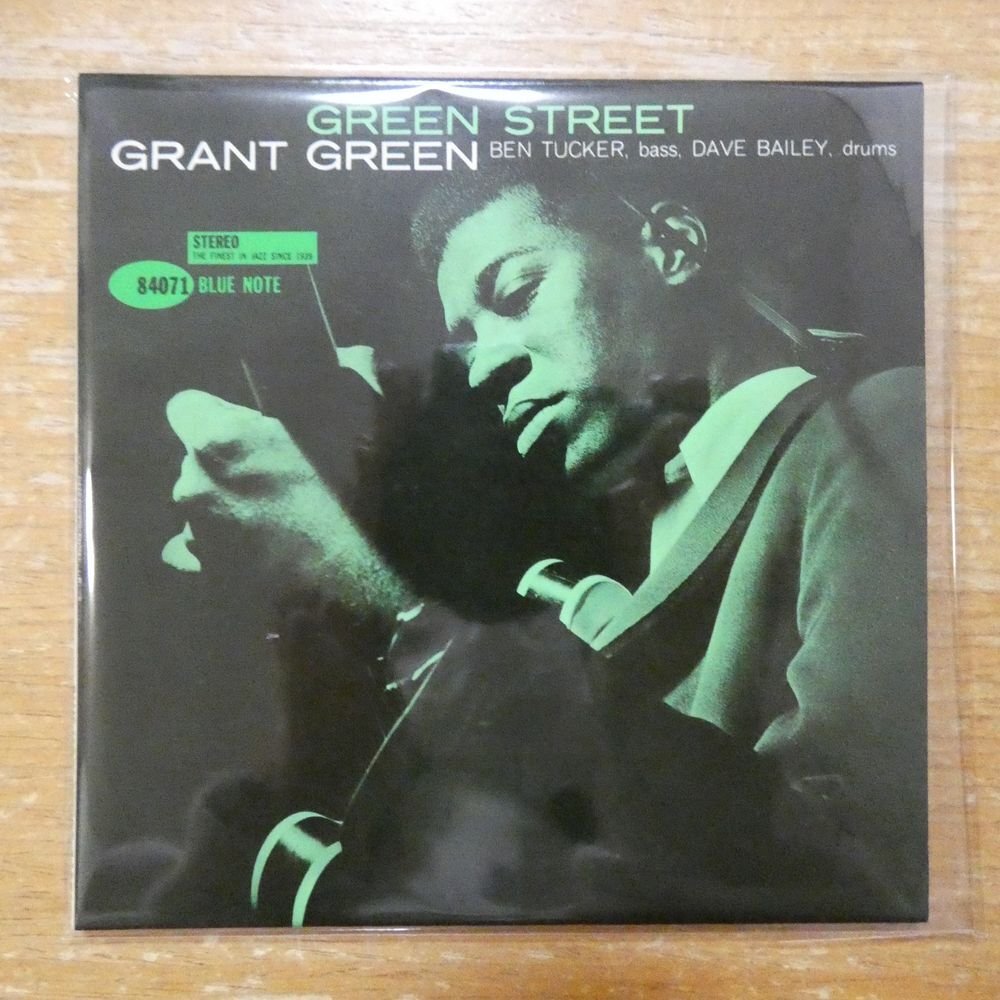 GREEN STREET
GRANT GREEN BEN TUCKER, bass, DAVE BAILEY, drums
STEREO
THE FINEST IN JAZZ SINCE 1939
84071 BLUE NOTE